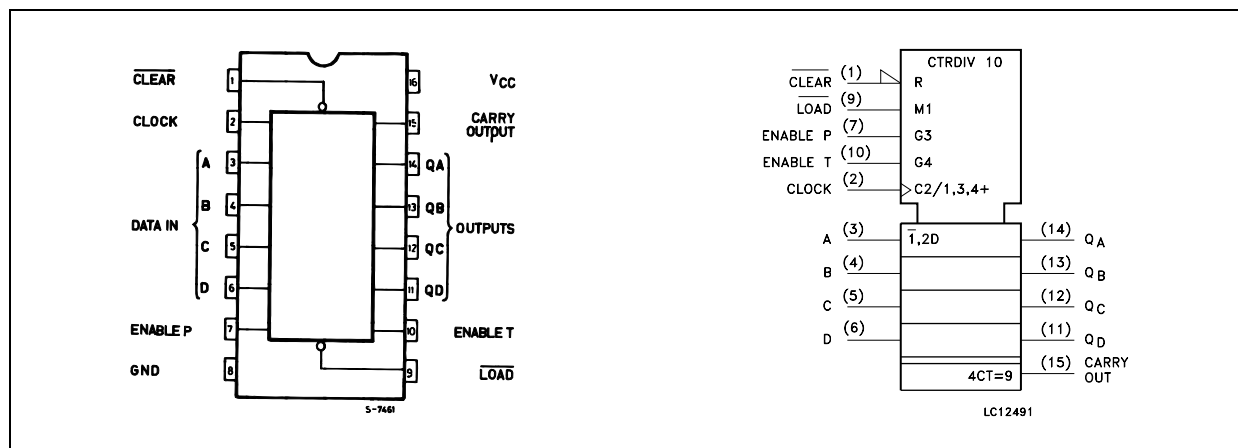 CLEAR 1 16 VCC
CLOCK 2 15 CARRY OUTPUT
A 3 14 QA
B 4 13 QB
DATA IN OUTPUTS
C 5 12 QC
D 6 11 QD
ENABLE P 7 10 ENABLE T
GND 8 9 LOAD
S-7461
CTRDIV 10
CLEAR (1) R
LOAD (9) M1
ENABLE P (7) G3
ENABLE T (10) G4
CLOCK (2) C2/1,3,4+
A (3) 1,2D (14) QA
B (4) (13) QB
C (5) (12) QC
D (6) (11) QD
4CT=9 (15) CARRY OUT
LC12491